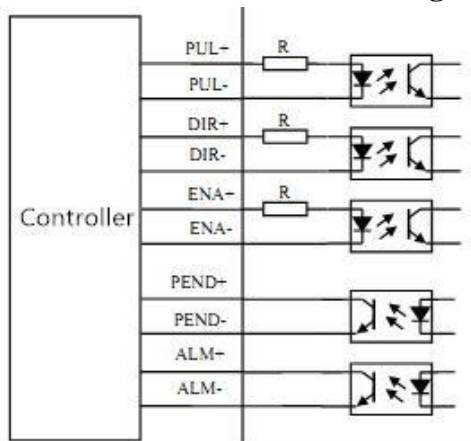 PUL+
R
PUL-
DIR+
R
DIR-
ENA+
R
Controller
ENA-
PEND+
PEND-
ALM+
ALM-